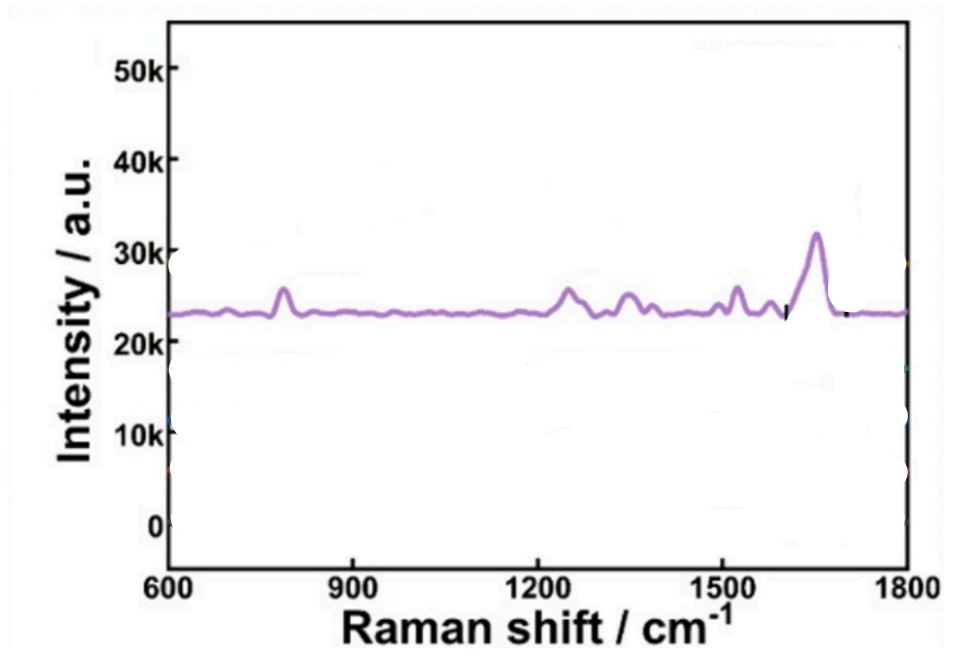 Intensity / a.u.
50k
40k
30k
20k
10k
0
600 900 1200 1500 1800
Raman shift / cm-1